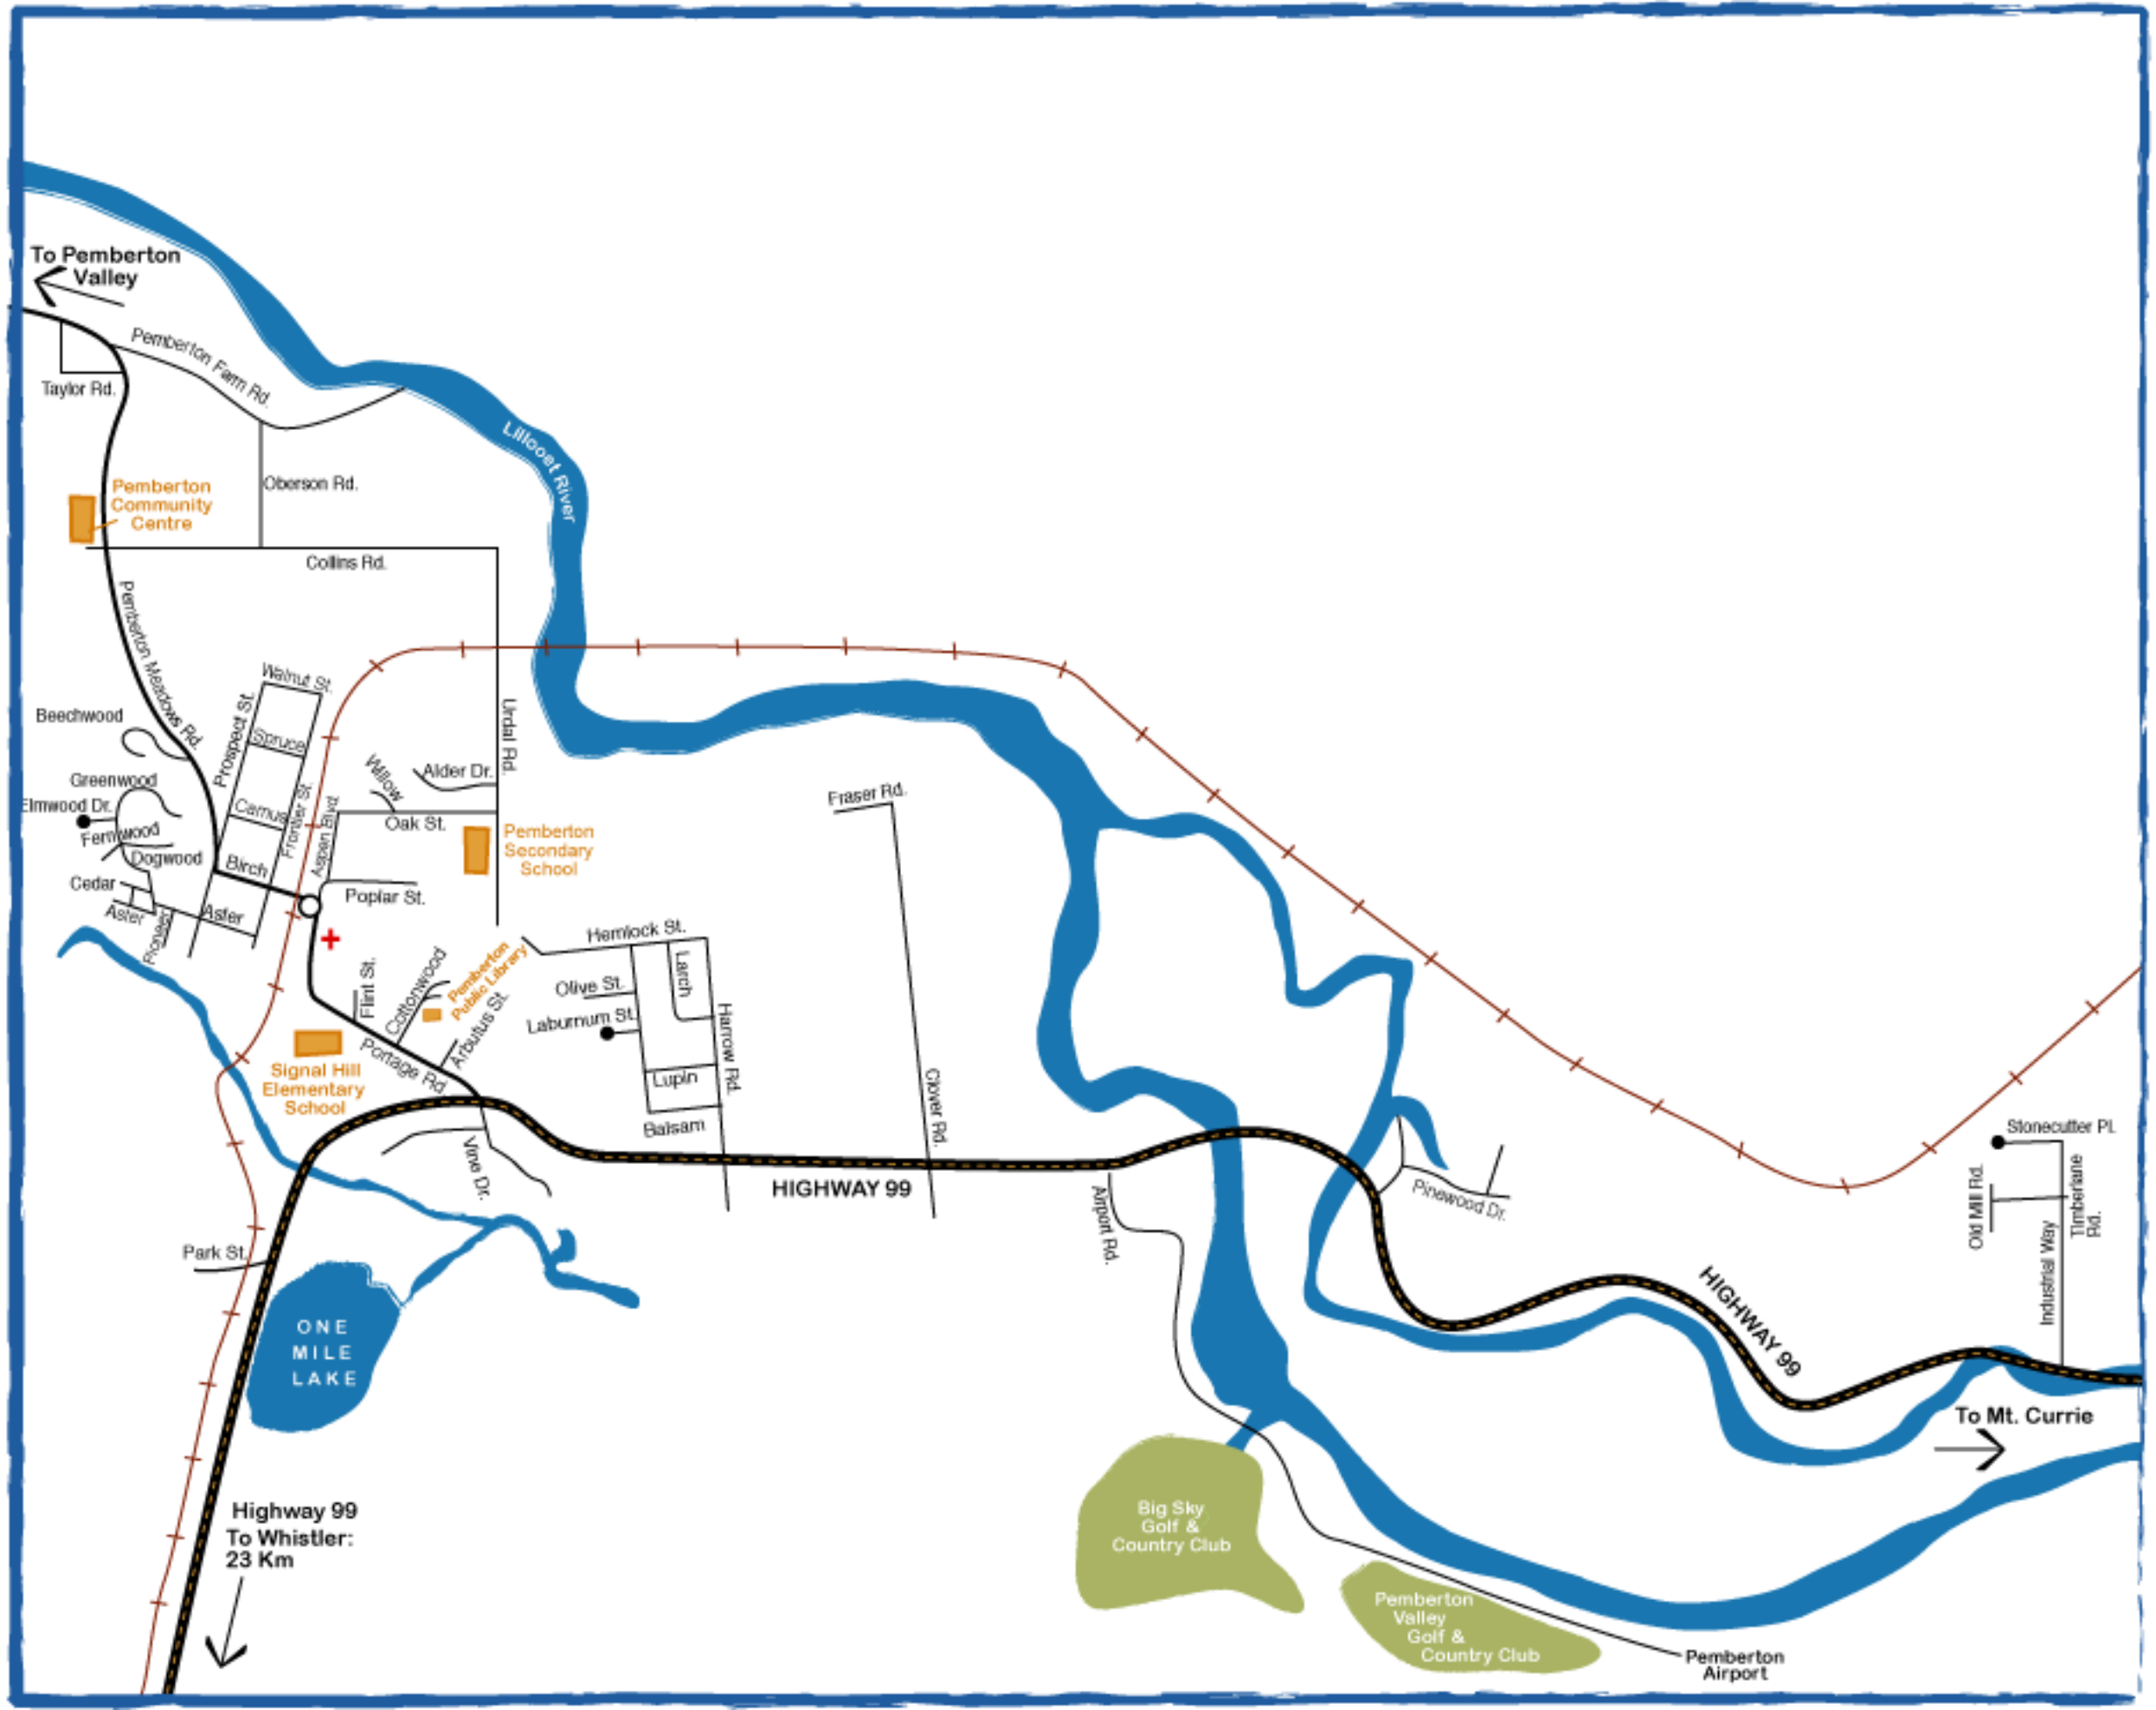 To Pemberton
Valley
Pemberton Farm Rd.
Taylor Rd.
Lillooet River
Oberson Rd.
Pemberton
Community
Centre
Collins Rd.
Pemberton Meadows Rd.
Walnut St.
Prospect St.
Beechwood
Spruce
Urdal Rd.
Willow
Alder Dr.
Greenwood
Elmwood Dr.
Camus
Frontier St.
Aspen Blvd.
Oak St.
Fernwood
Dogwood
Birch
Pemberton
Secondary
School
Fraser Rd.
Cedar
Aster
Aster
Pioneer
Poplar St.
Hemlock St.
Flint St.
Cottonwood
Pemberton
Public Library
Arbutus St.
Olive St.
Larch
Laburnum St.
Harrow Rd.
Portage Rd.
Signal Hill
Elementary
School
Lupin
Balsam
Clover Rd.
Vine Dr.
HIGHWAY 99
Airport Rd.
Pinewood Dr.
Stonecutter Pl.
Old Mill Rd.
Timberlane
Rd.
Industrial Way
Park St.
HIGHWAY 99
ONE
MILE
LAKE
To Mt. Currie
Highway 99
To Whistler:
23 Km
Big Sky
Golf &
Country Club
Pemberton
Valley
Golf &
Country Club
Pemberton
Airport